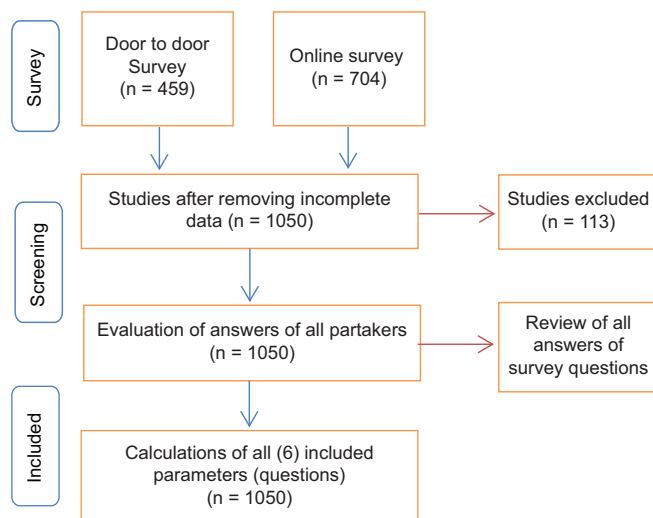 Survey
Door to door
Survey
(n = 459)
Online survey
(n = 704)
Screening
Studies after removing incomplete
data (n = 1050)
Studies excluded
(n = 113)
Evaluation of answers of all partakers
(n = 1050)
Review of all
answers of
survey questions
Included
Calculations of all (6) included
parameters (questions)
(n = 1050)